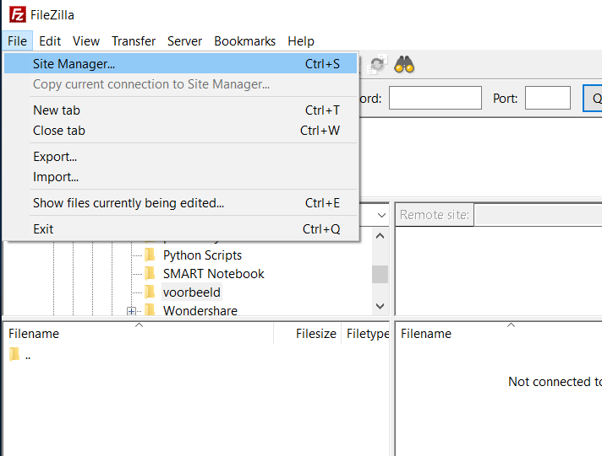 FileZilla
File Edit View Transfer Server Bookmarks Help
Site Manager... Ctrl+S
Copy current connection to Site Manager...
ord: Port: Q
New tab Ctrl+T
Close tab Ctrl+W
Export...
Import...
Show files currently being edited... Ctrl+E
Remote site:
Exit Ctrl+Q
Python Scripts
SMART Notebook
voorbeeld
Wondershare
Filename Filesize Filetype Filename
..
Not connected to